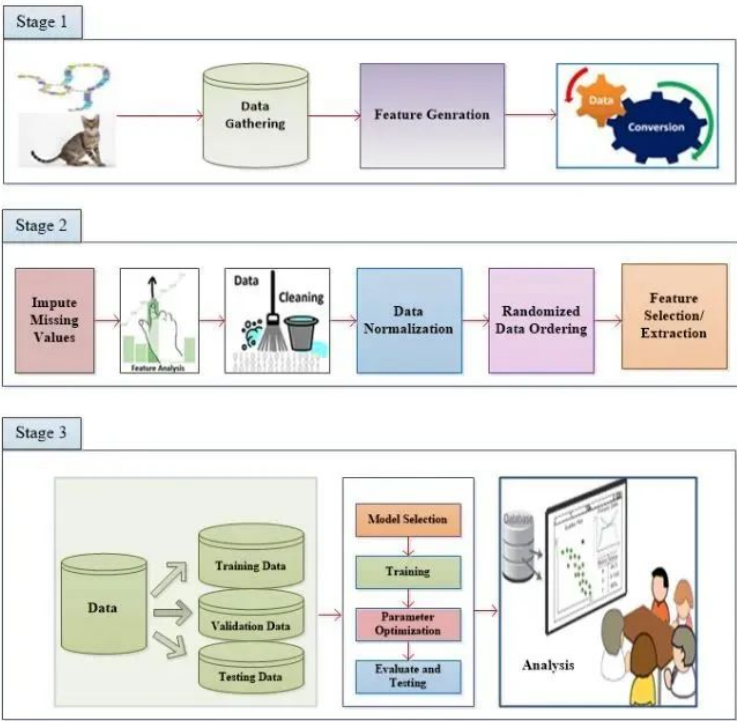 Stage 1
Data
Gathering
Feature Genration
Data
Conversion
Stage 2
Impute
Missing
Values
Feature Analysis
Data
Cleaning
Data
Normalization
Randomized
Data Ordering
Feature
Selection/
Extraction
Stage 3
Data
Training Data
Validation Data
Testing Data
Model Selection
Training
Parameter
Optimization
Evaluate and
Testing
Database
Analysis